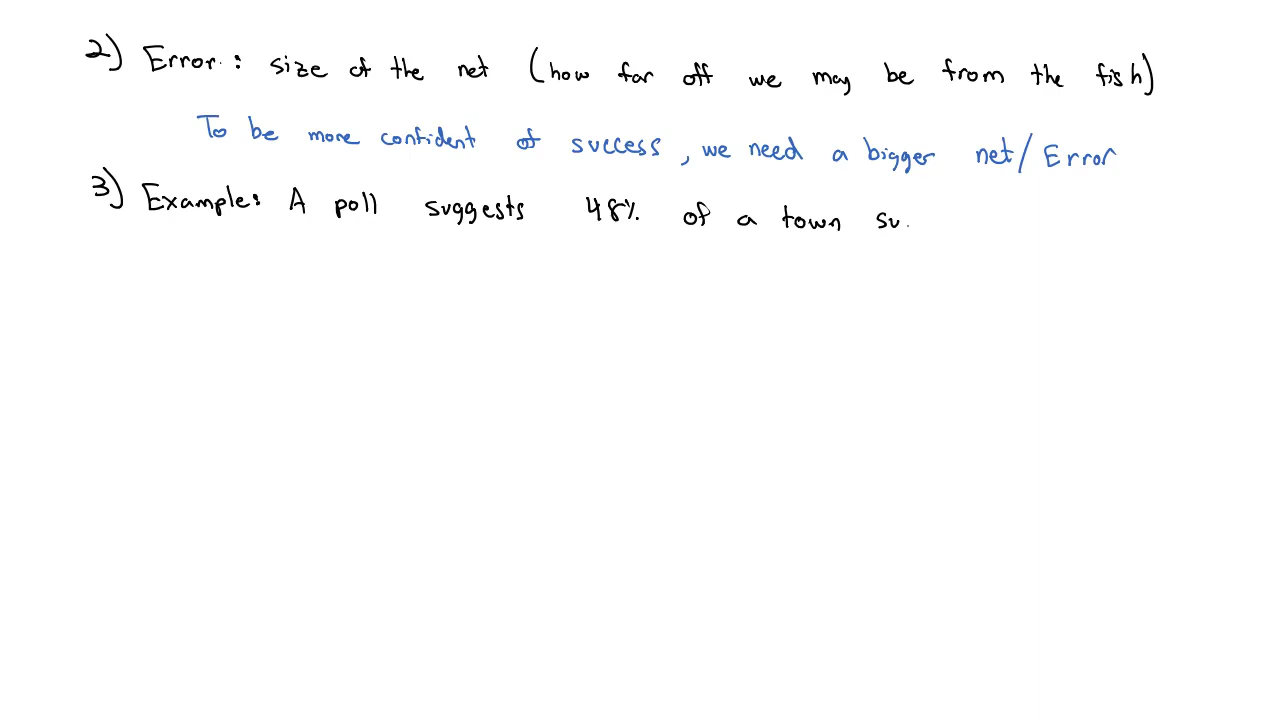 2) Error: size of the net (how far off we may be from the fish)
To be more confident of success, we need a bigger net/Error
3) Example: A poll suggests 48% of a town su